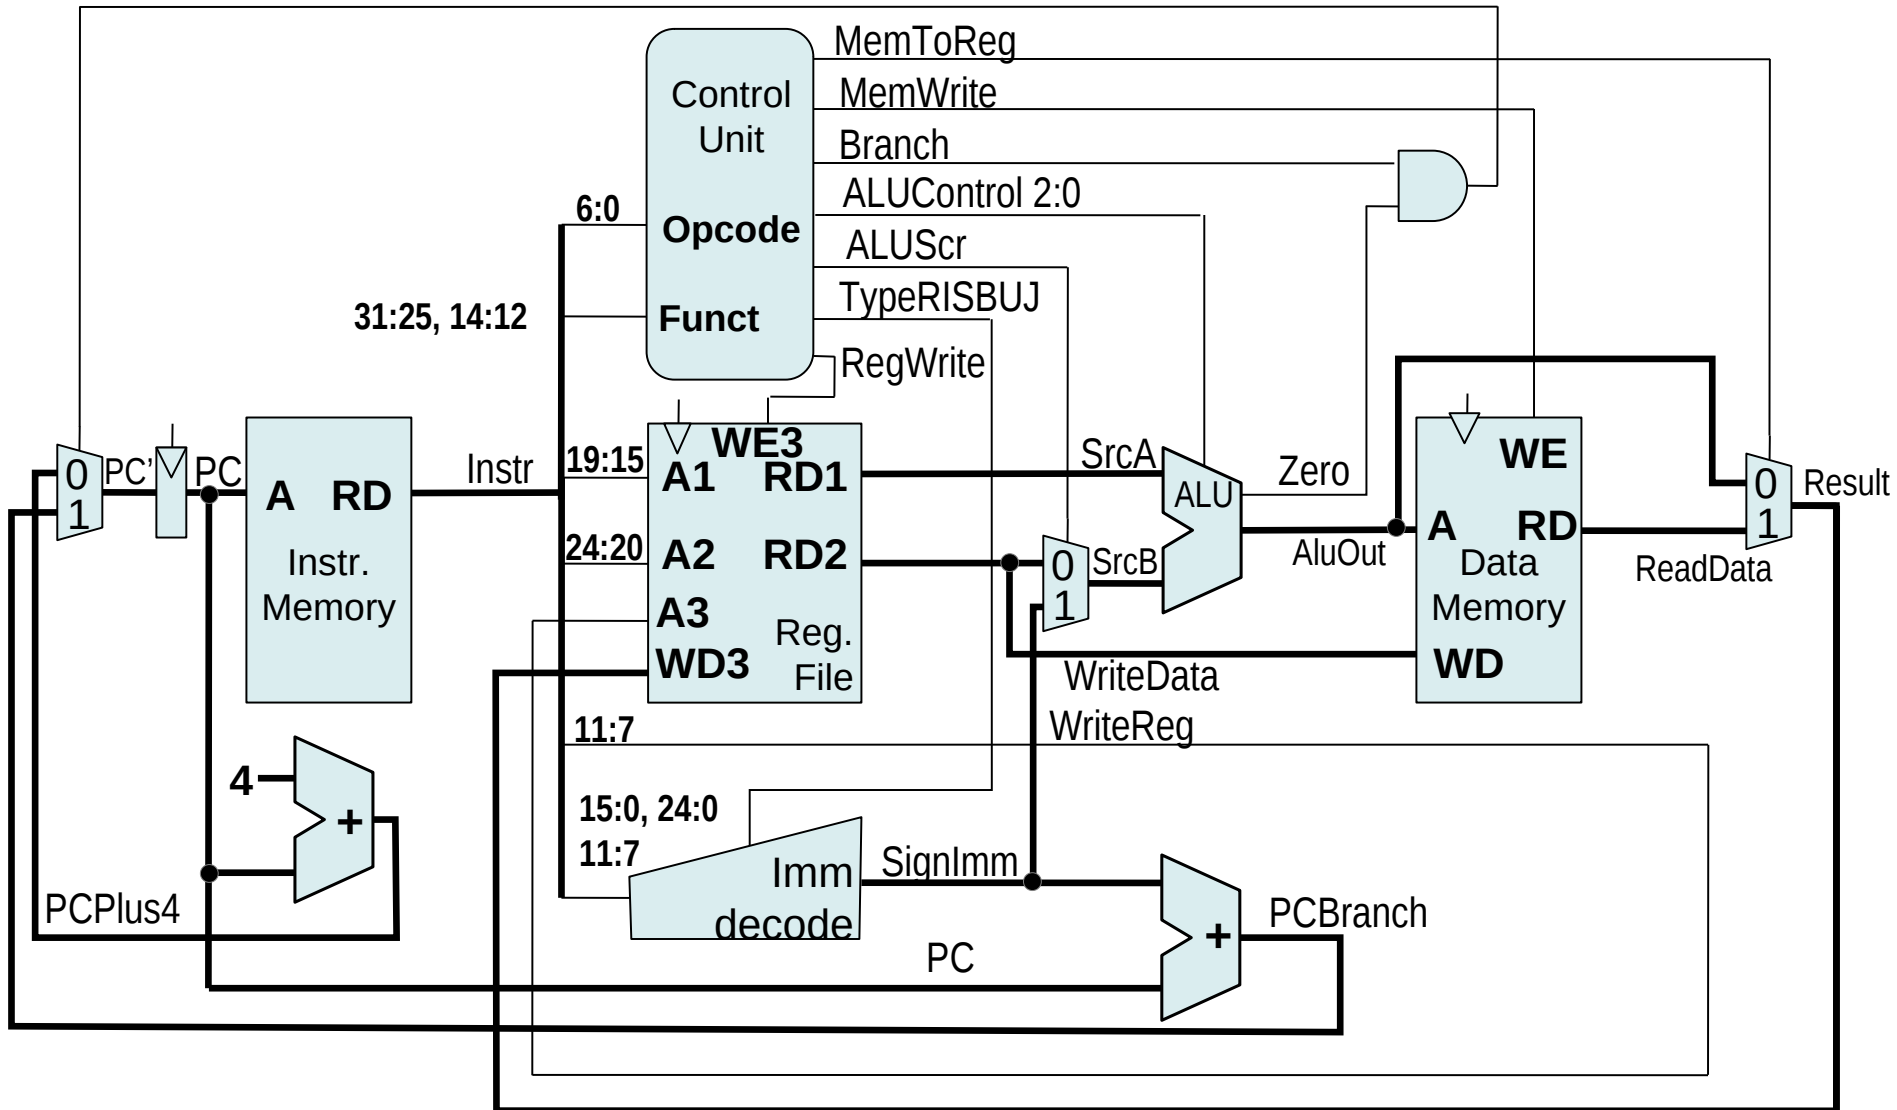 MemToReg
Control
Unit
MemWrite
Branch
ALUControl 2:0
6:0
Opcode
ALUScr
TypeRISBUJ
31:25, 14:12
Funct
RegWrite
0
1
PC’
PC
A RD
Instr.
Memory
Instr
19:15
WE3
A1 RD1
24:20
A2 RD2
A3
WD3
Reg.
File
SrcA
0
1
SrcB
ALU
Zero
AluOut
WE
A RD
Data
Memory
WD
0
1
Result
ReadData
WriteData
11:7
WriteReg
4
+
15:0, 24:0
11:7
Imm
decode
SignImm
PCPlus4
+
PCBranch
PC